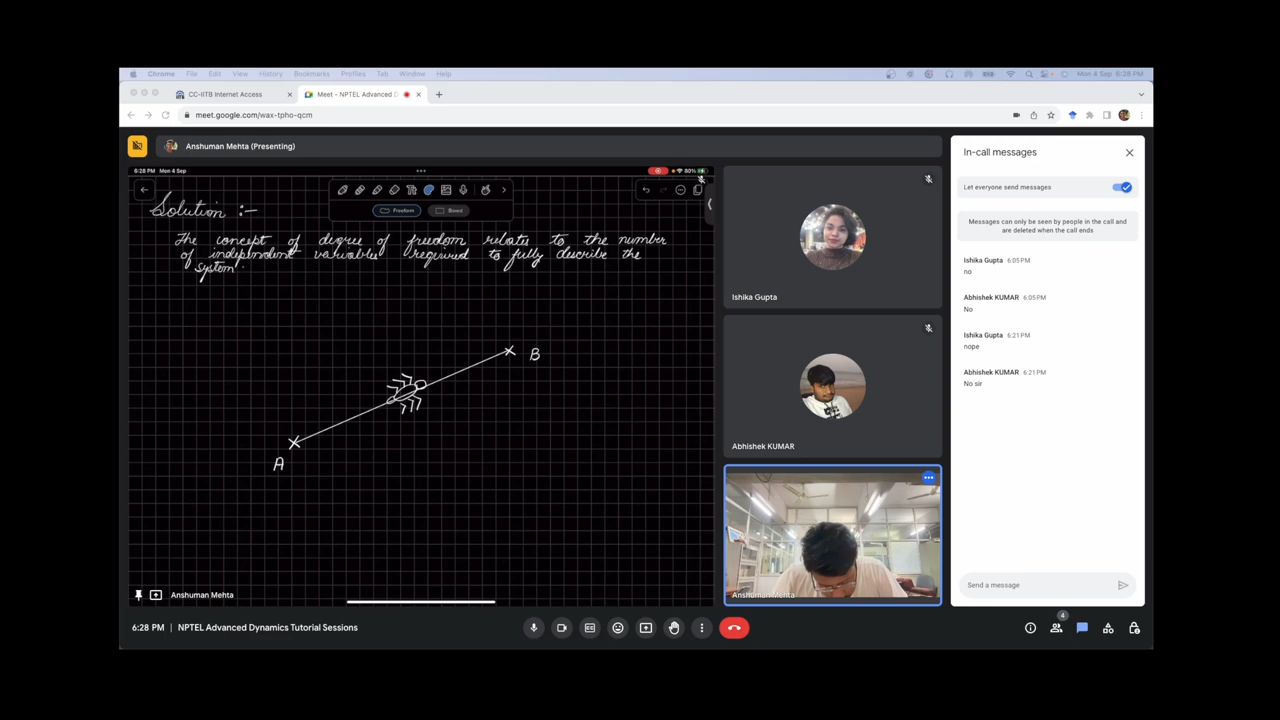 Chrome File Edit View History Bookmarks Profiles Tab Window Help
Mon 4 Sep 6:28 PM
CC-IITB Internet Access
Meet - NPTEL Advanced D
meet.google.com/wax-tpho-qcm
Anshuman Mehta (Presenting)
6:28 PM Mon 4 Sep
80%
Freeform
Boxed
Solution :-
The concept of degree of freedom relates to the number
of independent variables required to fully describe the
system.
B
A
Anshuman Mehta
Ishika Gupta
Abhishek KUMAR
Anshuman Mehta
In-call messages
Let everyone send messages
Messages can only be seen by people in the call and
are deleted when the call ends
Ishika Gupta 6:05 PM
no
Abhishek KUMAR 6:05 PM
No
Ishika Gupta 6:21 PM
nope
Abhishek KUMAR 6:21 PM
No sir
Send a message
6:28 PM | NPTEL Advanced Dynamics Tutorial Sessions
4